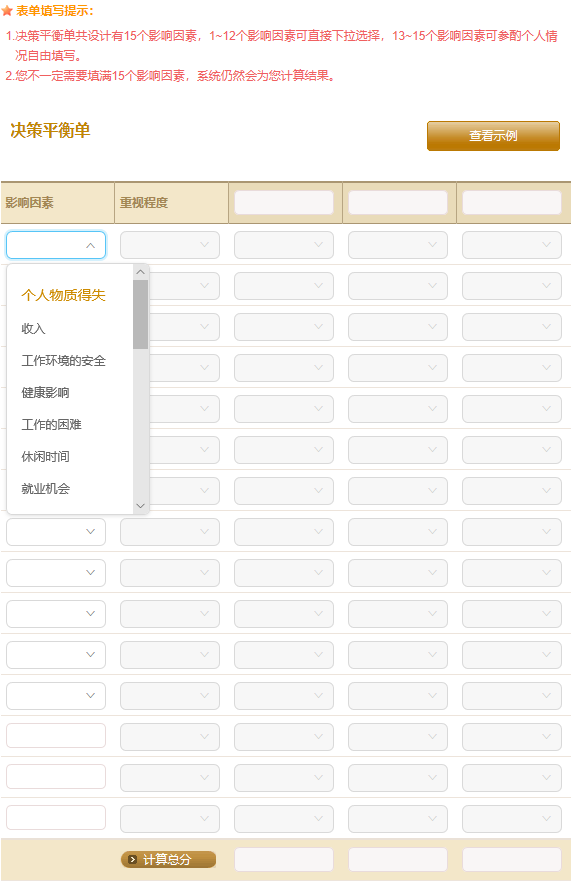 表单填写提示：
1.决策平衡单共设计有15个影响因素，1~12个影响因素可直接下拉选择，13~15个影响因素可参酌个人情
况自由填写。
2.您不一定需要填满15个影响因素，系统仍然会为您计算结果。
决策平衡单
查看示例
影响因素 重视程度
个人物质得失
收入
工作环境的安全
健康影响
工作的困难
休闲时间
就业机会
计算总分